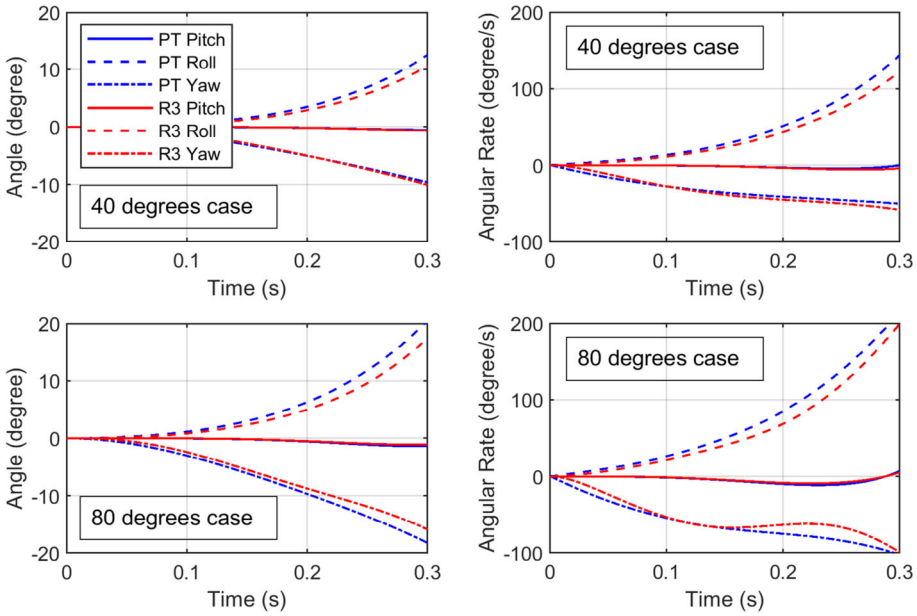 20
10
0
-10
-20
Angle (degree)
PT Pitch
PT Roll
PT Yaw
R3 Pitch
R3 Roll
R3 Yaw
40 degrees case
0 0.1 0.2 0.3
Time (s)
200
100
0
-100
Angular Rate (degree/s)
40 degrees case
0 0.1 0.2 0.3
Time (s)
20
10
0
-10
-20
Angle (degree)
80 degrees case
0 0.1 0.2 0.3
Time (s)
200
100
0
-100
Angular Rate (degree/s)
80 degrees case
0 0.1 0.2 0.3
Time (s)